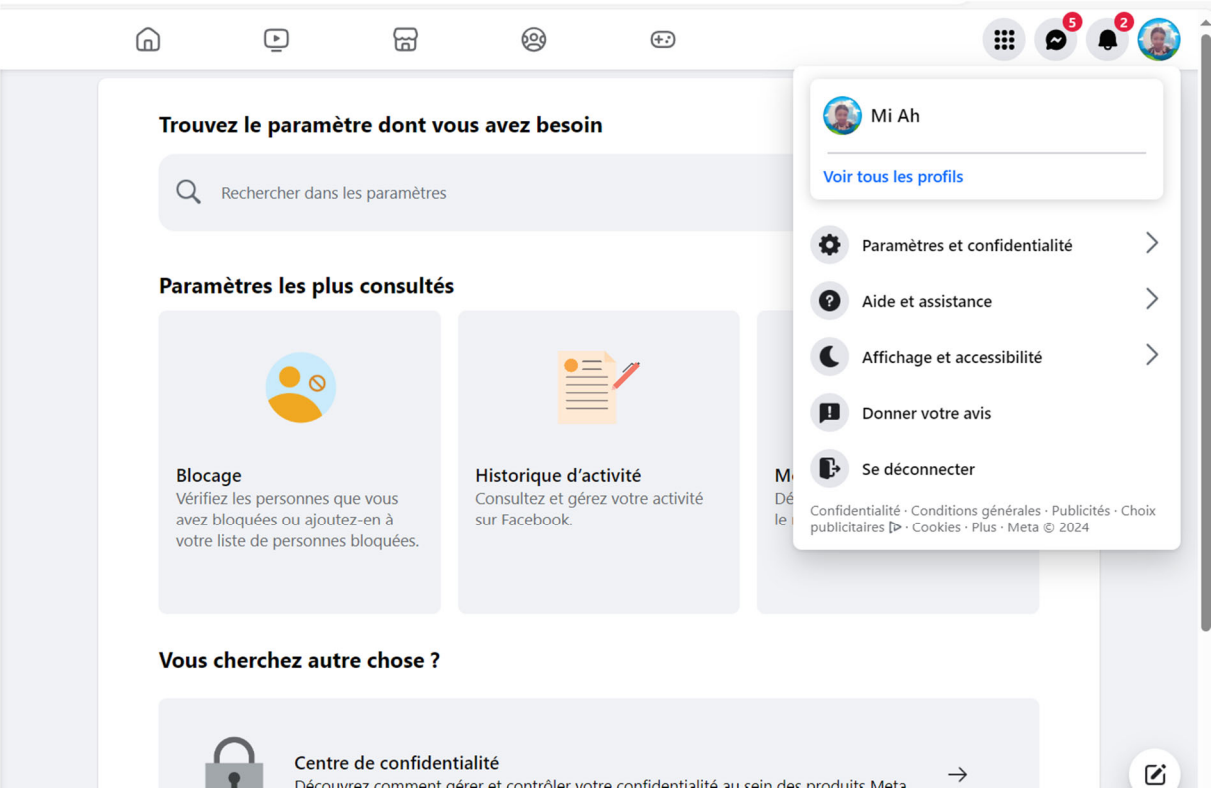 5
2
Trouvez le paramètre dont vous avez besoin
Rechercher dans les paramètres
Mi Ah
Voir tous les profils
Paramètres et confidentialité
Aide et assistance
Affichage et accessibilité
Donner votre avis
Se déconnecter
Confidentialité · Conditions générales · Publicités · Choix
publicitaires · Cookies · Plus · Meta © 2024
Paramètres les plus consultés
Blocage
Vérifiez les personnes que vous
avez bloquées ou ajoutez-en à
votre liste de personnes bloquées.
Historique d’activité
Consultez et gérez votre activité
sur Facebook.
Vous cherchez autre chose ?
Centre de confidentialité
Découvrez comment gérer et contrôler votre confidentialité au sein des produits Meta